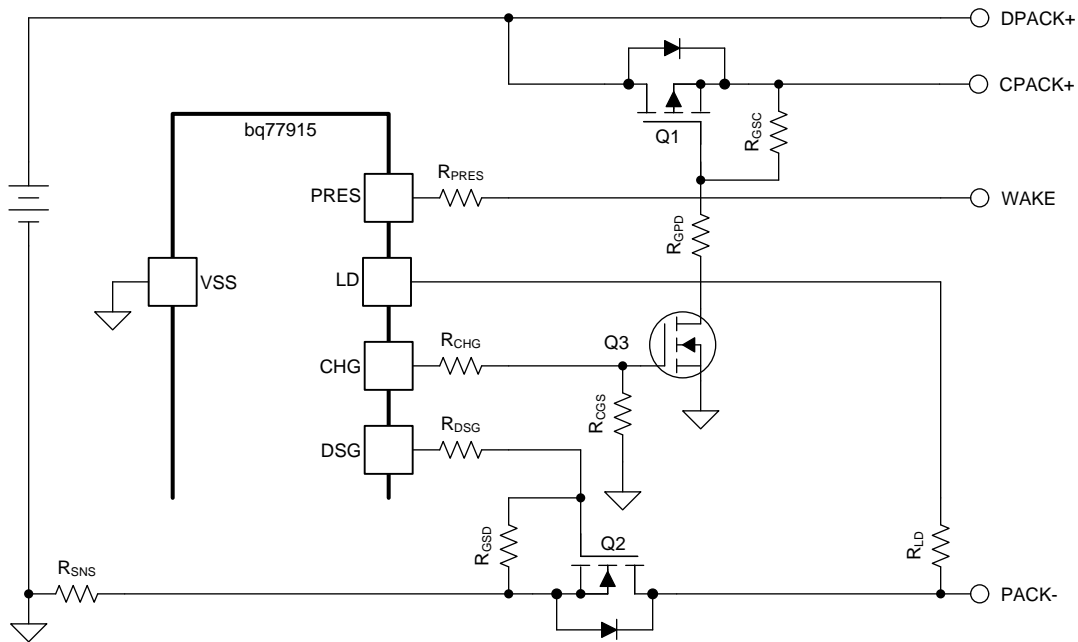 DPACK+
CPACK+
bq77915
Q1
RGSC
PRES
RPRES
WAKE
RGPD
VSS
LD
Q3
CHG
RCHG
RCGS
DSG
RDSG
RGSD
Q2
RLD
RSNS
PACK-